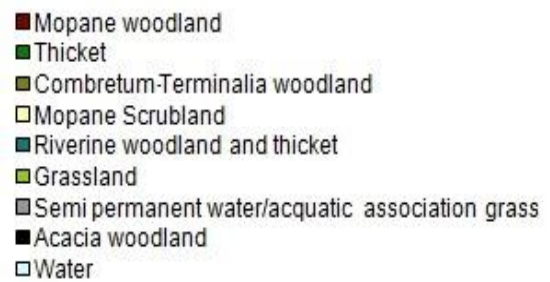 Mopane woodland
Thicket
Combretum-Terminalia woodland
Mopane Scrubland
Riverine woodland and thicket
Grassland
Semi permanent water/acquatic association grass
Acacia woodland
Water